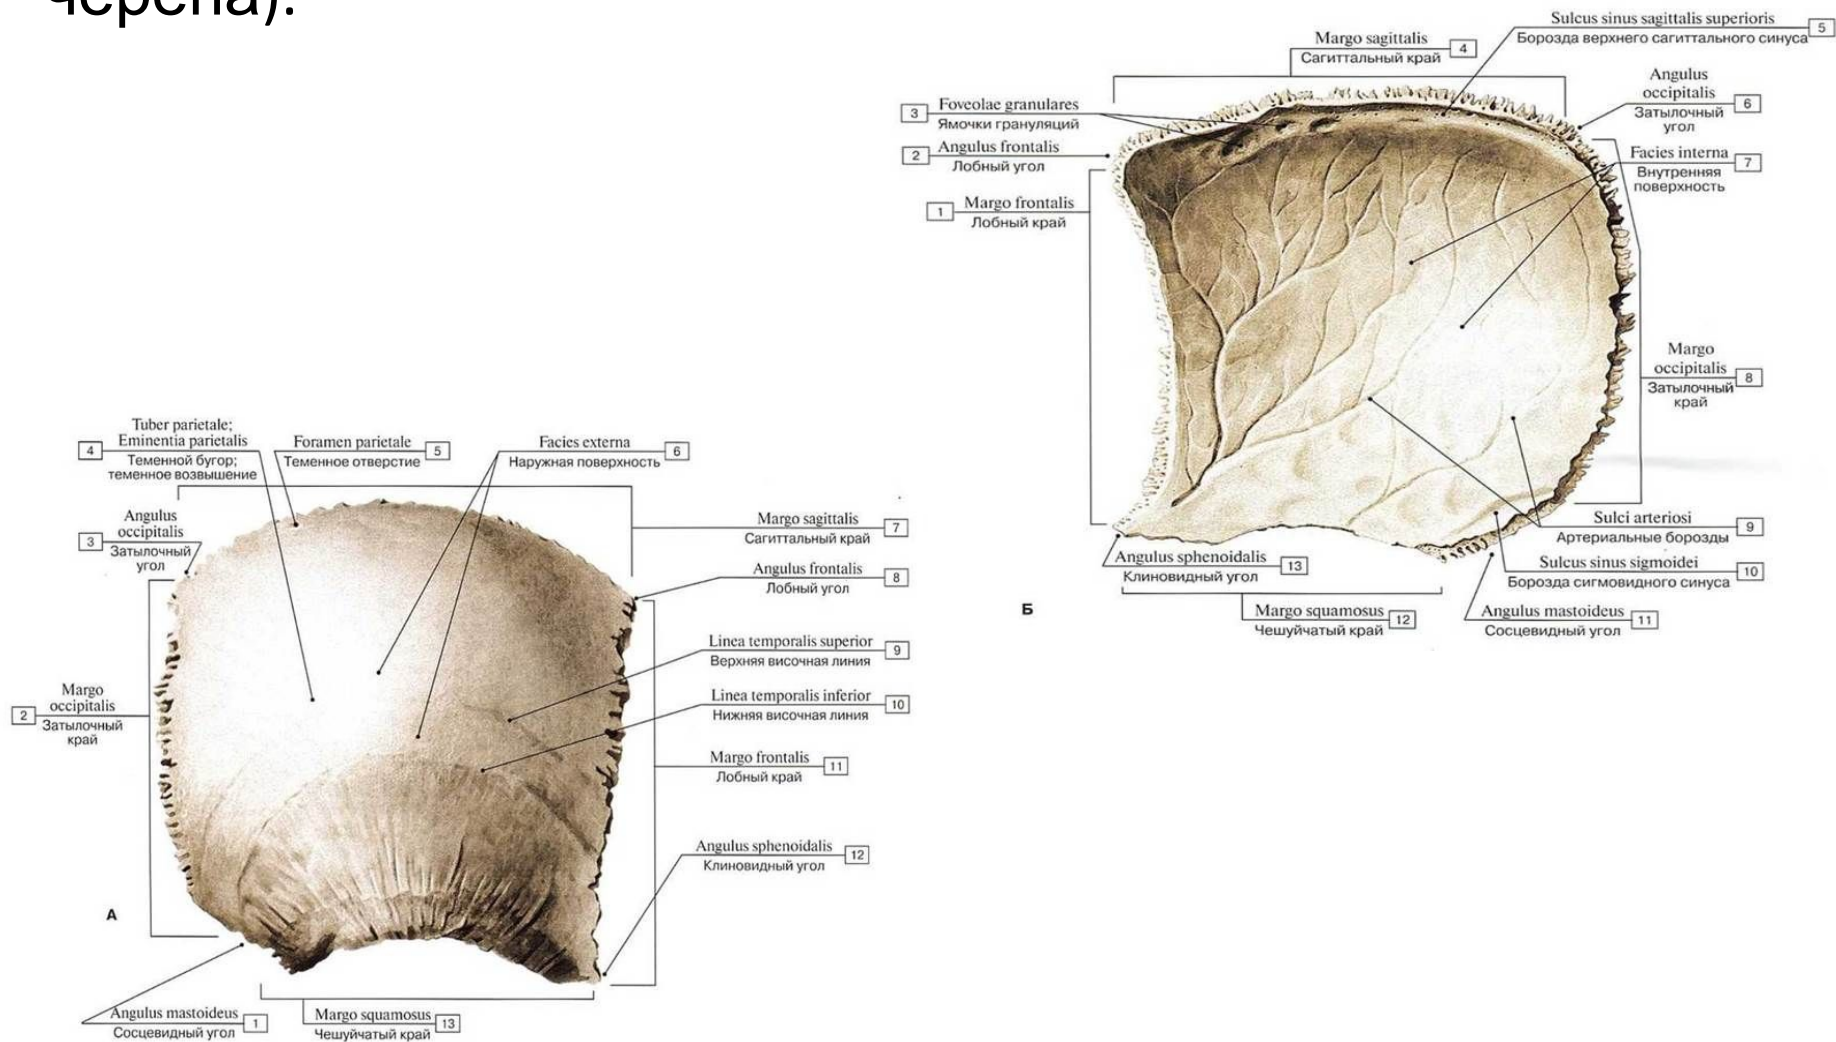 черепа).
Tuber parietale;
Eminentia parietalis
4
Теменной бугор;
теменное возвышение
Foramen parietale
5
Теменное отверстие
Facies externa
6
Наружная поверхность
Angulus
occipitalis
3
Затылочный
угол
Margo
occipitalis
2
Затылочный
край
А
Angulus mastoideus
1
Сосцевидный угол
Margo squamosus
13
Чешуйчатый край
Margo sagittalis
7
Сагиттальный край
Angulus frontalis
8
Лобный угол
Linea temporalis superior
9
Верхняя височная линия
Linea temporalis inferior
10
Нижняя височная линия
Margo frontalis
11
Лобный край
Angulus sphenoidalis
12
Клиновидный угол
Sulcus sinus sagittalis superioris
5
Борозда верхнего сагиттального синуса
Margo sagittalis
4
Сагиттальный край
Foveolae granulares
3
Ямочки грануляций
Angulus frontalis
2
Лобный угол
Margo frontalis
1
Лобный край
Angulus
occipitalis
6
Затылочный
угол
Facies interna
7
Внутренняя
поверхность
Margo
occipitalis
8
Затылочный
край
Sulci arteriosi
9
Артериальные борозды
Sulcus sinus sigmoidei
10
Борозда сигмовидного синуса
Angulus mastoideus
11
Сосцевидный угол
Margo squamosus
12
Чешуйчатый край
Angulus sphenoidalis
13
Клиновидный угол
Б